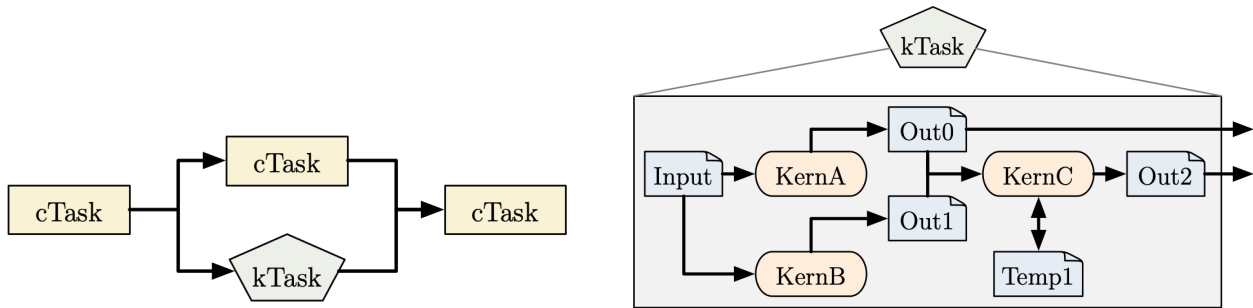 cTask
cTask
kTask
cTask
kTask
Input
KernA
KernB
Out0
Out1
KernC
Temp1
Out2